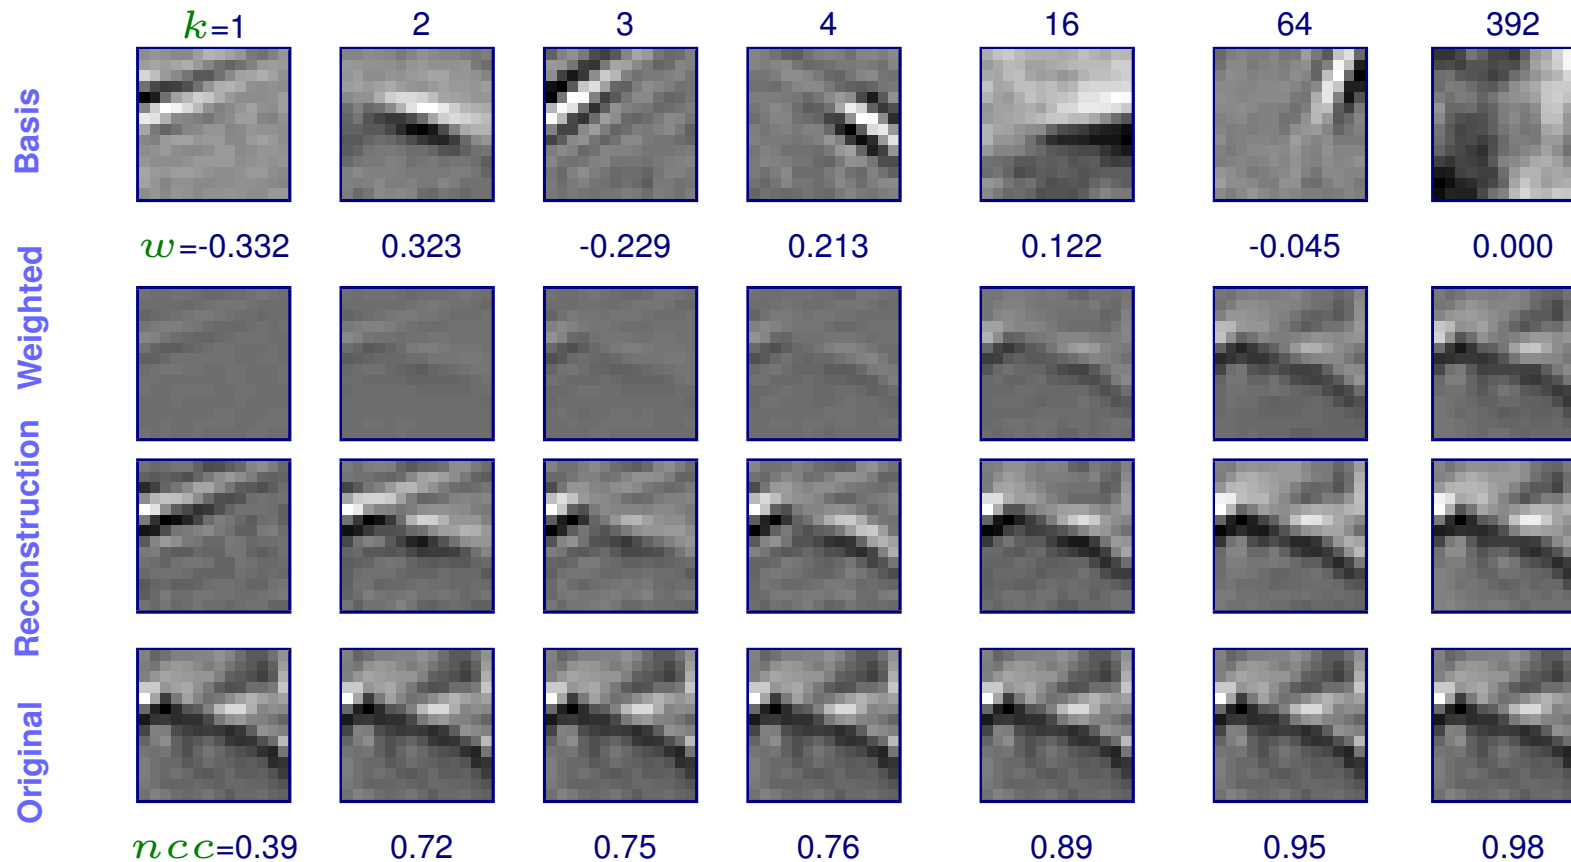 k=1 2 3 4 16 64 392
Basis
w=-0.332 0.323 -0.229 0.213 0.122 -0.045 0.000
Weighted
Reconstruction
Original
ncc=0.39 0.72 0.75 0.76 0.89 0.95 0.98